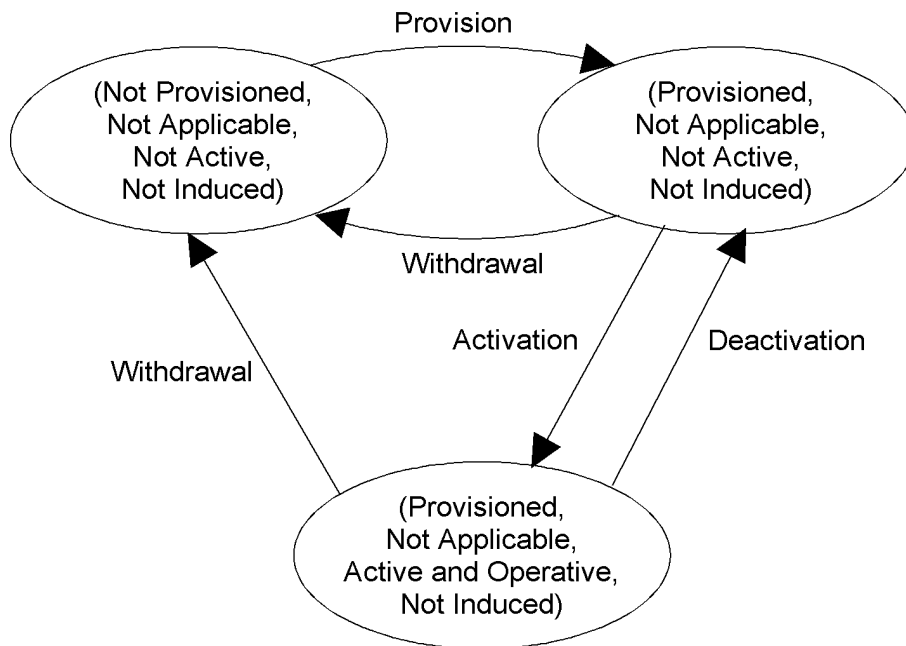 Provision
(Not Provisioned,
Not Applicable,
Not Active,
Not Induced)
(Provisioned,
Not Applicable,
Not Active,
Not Induced)
Withdrawal
Activation
Deactivation
Withdrawal
(Provisioned,
Not Applicable,
Active and Operative,
Not Induced)